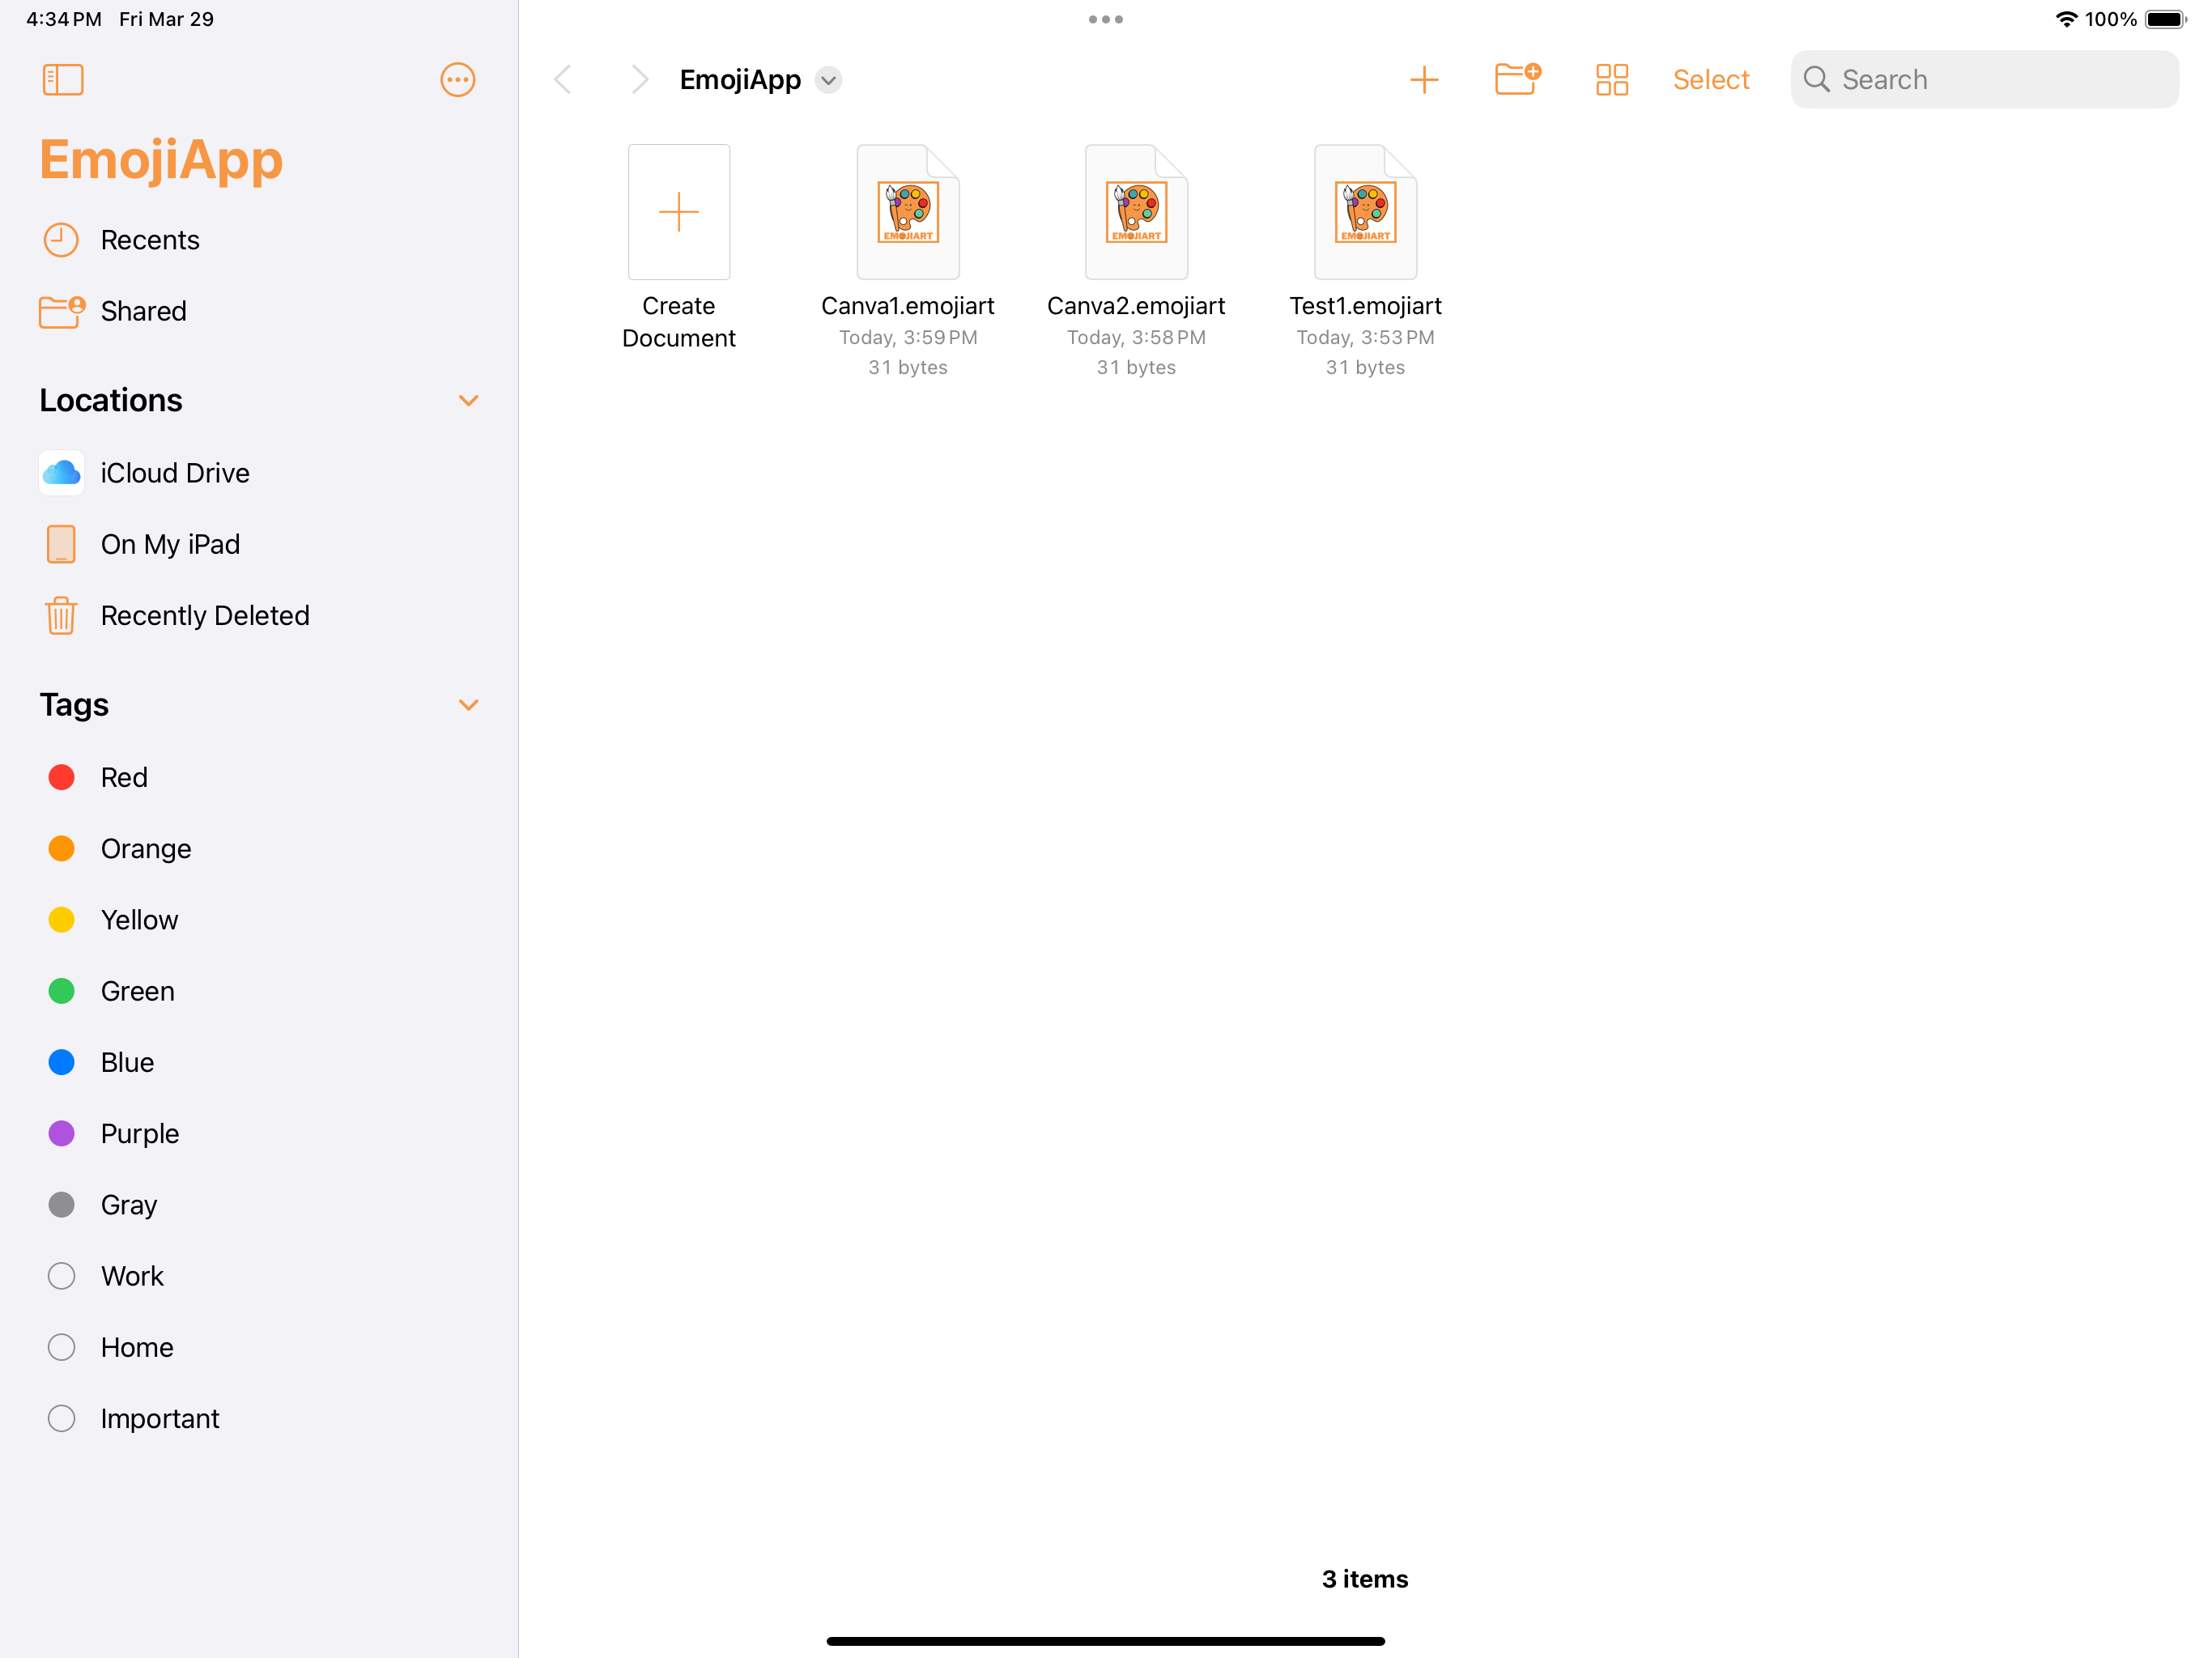 4:34 PM Fri Mar 29
100%
EmojiApp
Recents
Shared
Locations
iCloud Drive
On My iPad
Recently Deleted
Tags
Red
Orange
Yellow
Green
Blue
Purple
Gray
Work
Home
Important
EmojiApp
Select
Search
Create
Document
EMOJIART
Canva1.emojiart
Today, 3:59 PM
31 bytes
EMOJIART
Canva2.emojiart
Today, 3:58 PM
31 bytes
EMOJIART
Test1.emojiart
Today, 3:53 PM
31 bytes
3 items